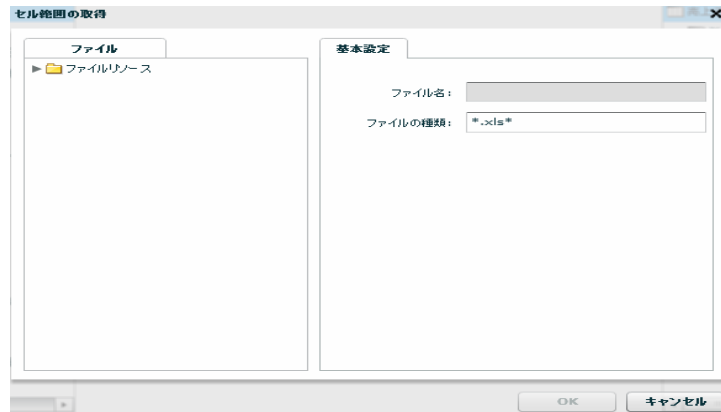 セル範囲の取得
ファイル
▶ ファイルリソース
基本設定
ファイル名：
ファイルの種類： *.xls*
OK
キャンセル